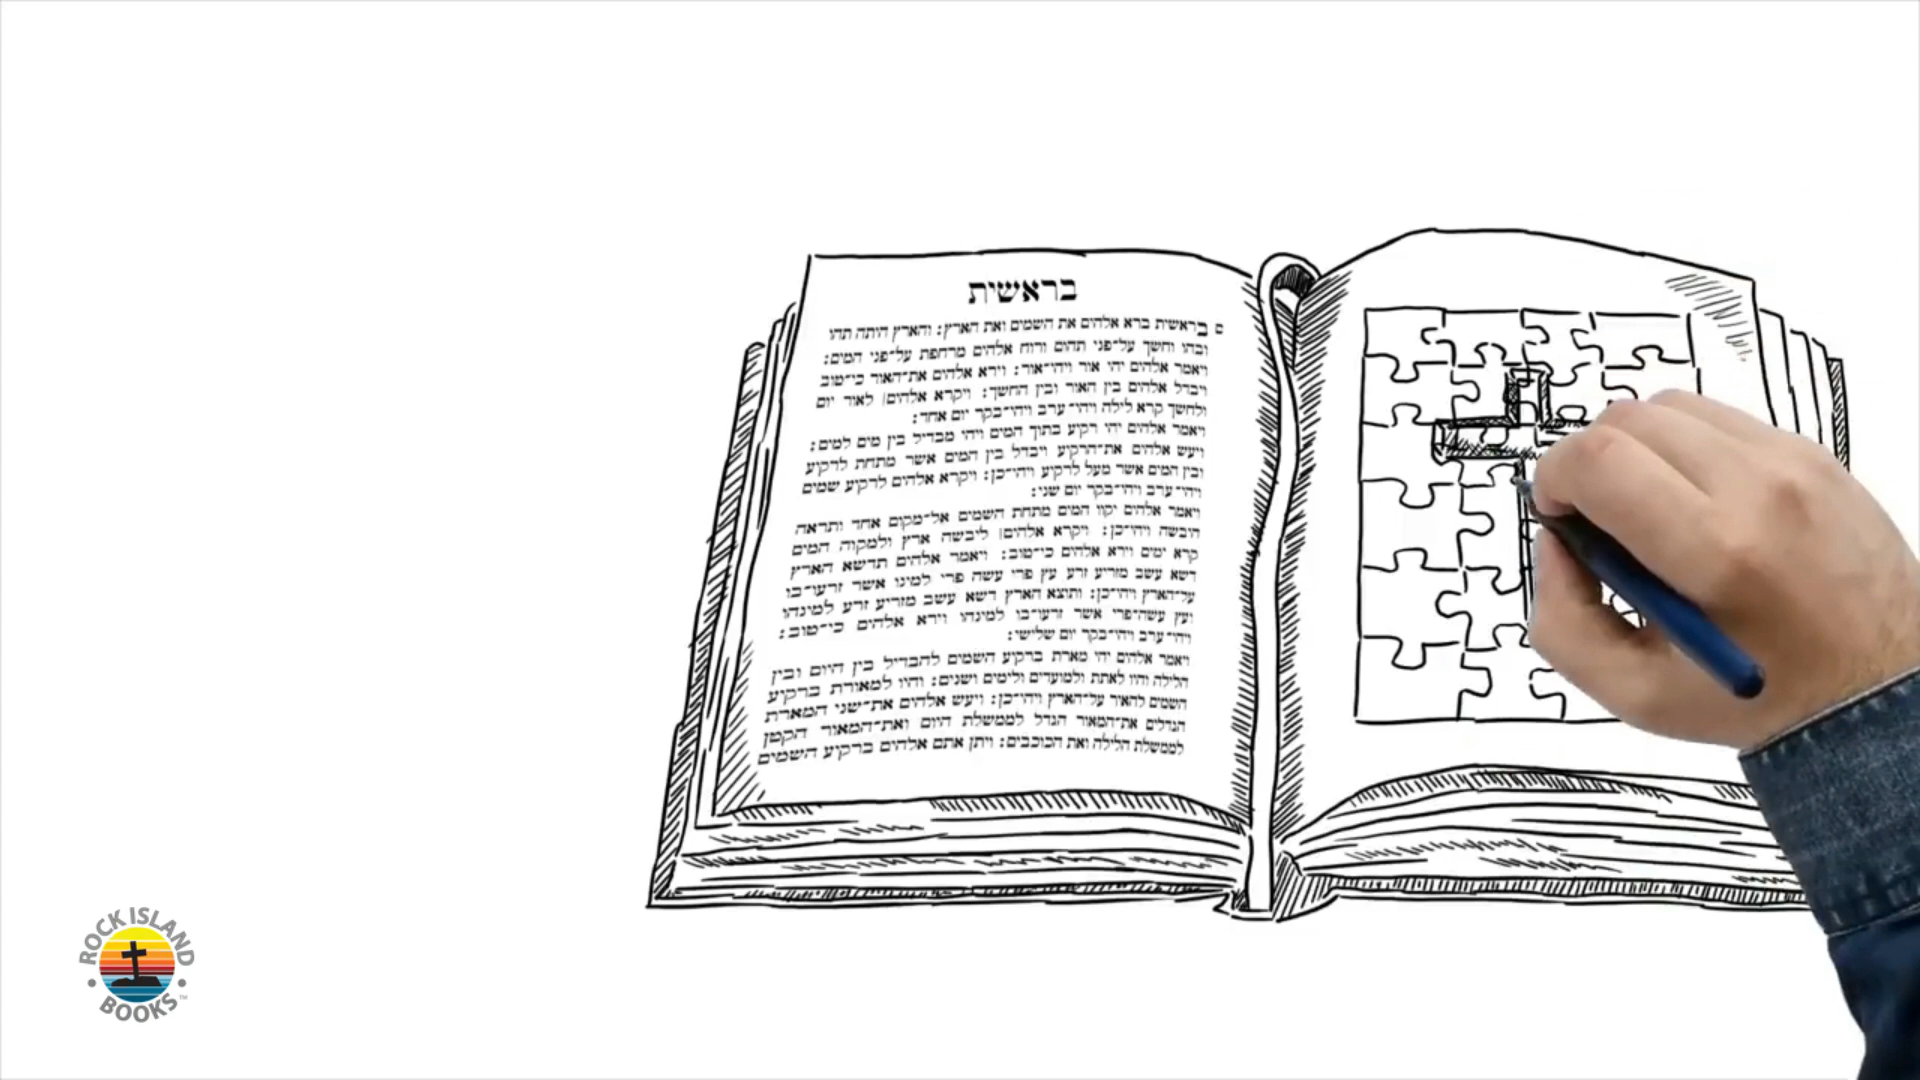 בראשית
ם בראשית ברא אלהים את השמים ואת הארץ: והארץ היתה תהו
ובהו וחשך על־פני תהום ורוח אלהים מרחפת על־פני המים:
ויאמר אלהים יהי אור ויהי־אור: וירא אלהים את־האור כי־טוב
ויבדל אלהים בין האור ובין החשך: ויקרא אלהים| לאור יום
ולחשך קרא לילה ויהי־ערב ויהי־בקר יום אחד:
ויאמר אלהים יהי רקיע בתוך המים ויהי מבדיל בין מים למים:
ויעש אלהים את־הרקיע ויבדל בין המים אשר מתחת לרקיע
ובין המים אשר מעל לרקיע ויהי־כן: ויקרא אלהים לרקיע שמים
ויהי־ערב ויהי־בקר יום שני:
ויאמר אלהים יקוו המים מתחת השמים אל־מקום אחד ותראה
היבשה ויהי־כן: ויקרא אלהים| ליבשה ארץ ולמקוה המים
קרא ימים וירא אלהים כי־טוב: ויאמר אלהים תדשא הארץ
דשא עשב מזריע זרע עץ פרי עשה פרי למינו אשר זרעו־בו
על־הארץ ויהי־כן: ותוצא הארץ דשא עשב מזריע זרע למינהו
ועץ עשה־פרי אשר זרעו־בו למינהו וירא אלהים כי־טוב:
ויהי־ערב ויהי־בקר יום שלישי:
ויאמר אלהים יהי מארת ברקיע השמים להבדיל בין היום ובין
הלילה והיו לאתת ולמועדים ולימים ושנים: והיו למאורת ברקיע
השמים להאיר על־הארץ ויהי־כן: ויעש אלהים את־שני המארת
הגדלים את־המאור הגדל לממשלת היום ואת־המאור הקטן
לממשלת הלילה ואת הכוכבים: ויתן אתם אלהים ברקיע השמים
ROCK ISLAND
BOOKS™